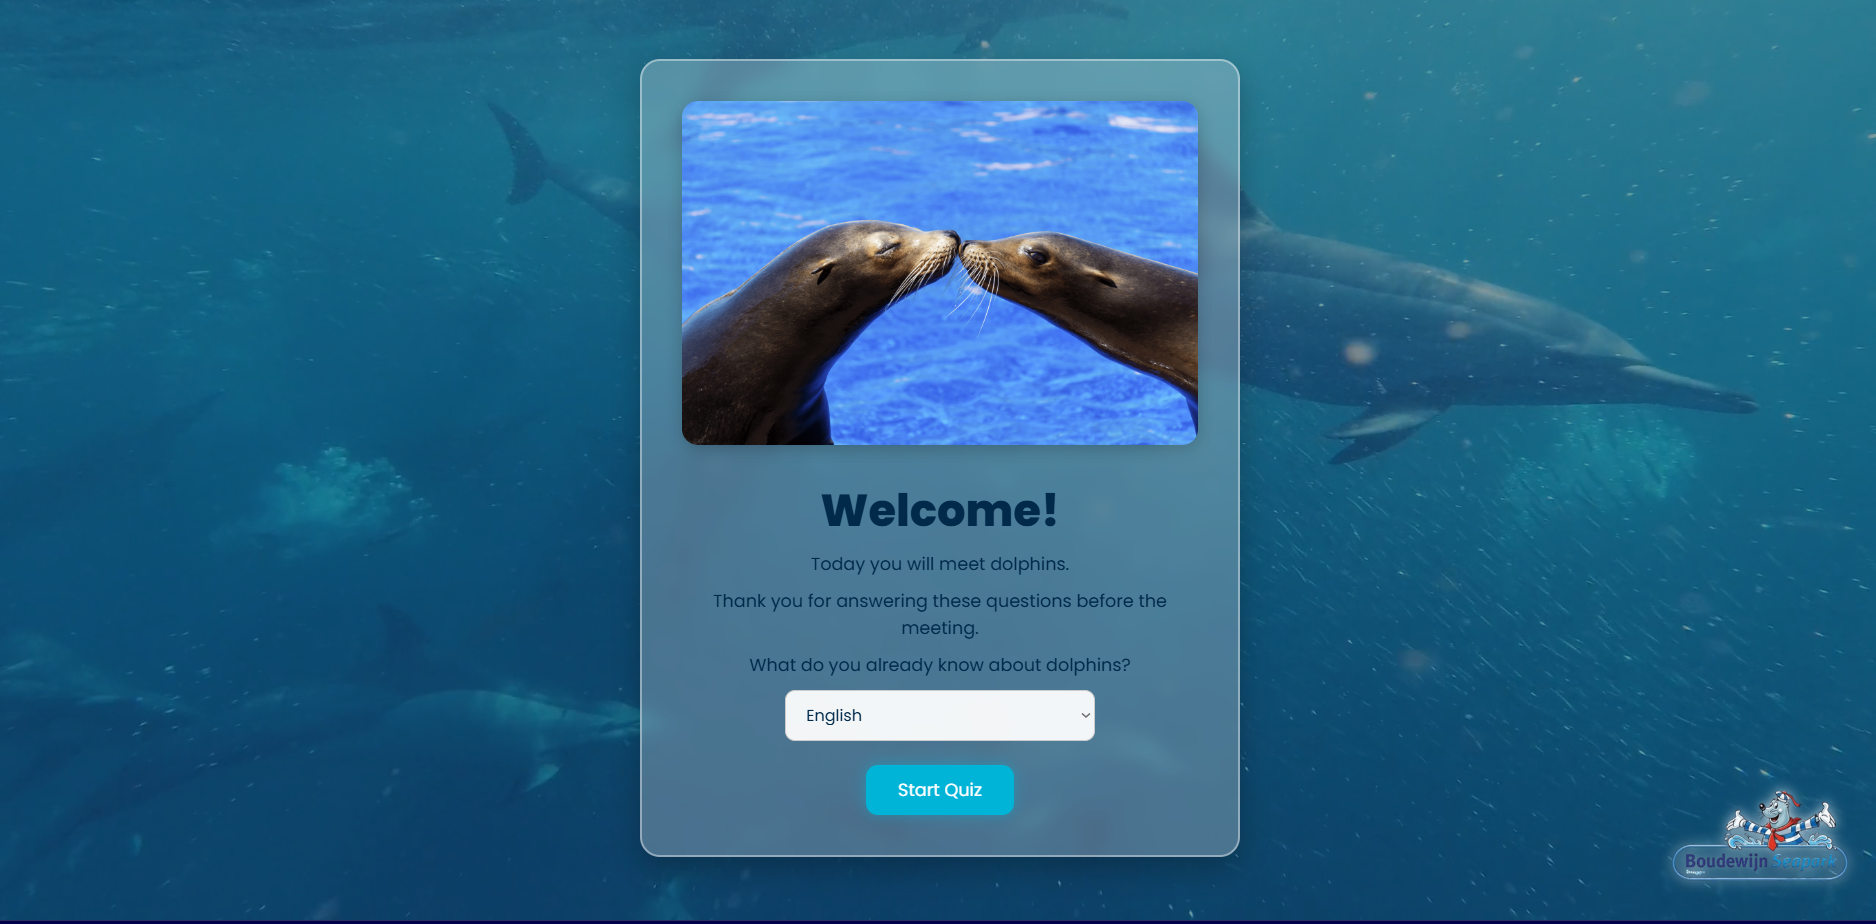 Welcome!
Today you will meet dolphins.
Thank you for answering these questions before the
meeting.
What do you already know about dolphins?
English
Start Quiz
Boudewijn Seapark